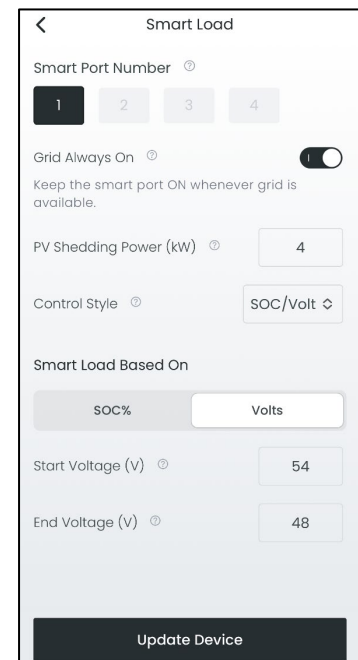 Smart Load
Smart Port Number
1 2 3 4
Grid Always On
Keep the smart port ON whenever grid is
available.
PV Shedding Power (kW) 4
Control Style SOC/Volt
Smart Load Based On
SOC% Volts
Start Voltage (V) 54
End Voltage (V) 48
Update Device